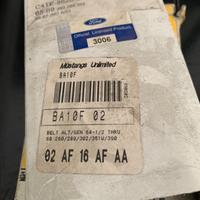 Ford
Official Licensed Product
3006
Mustangs Unlimited
BA10F
BA10F 02
BELT ALT/GEN 64-1/2 THRU
68 260/289/302/351W/390
02 AF 16 AF AA